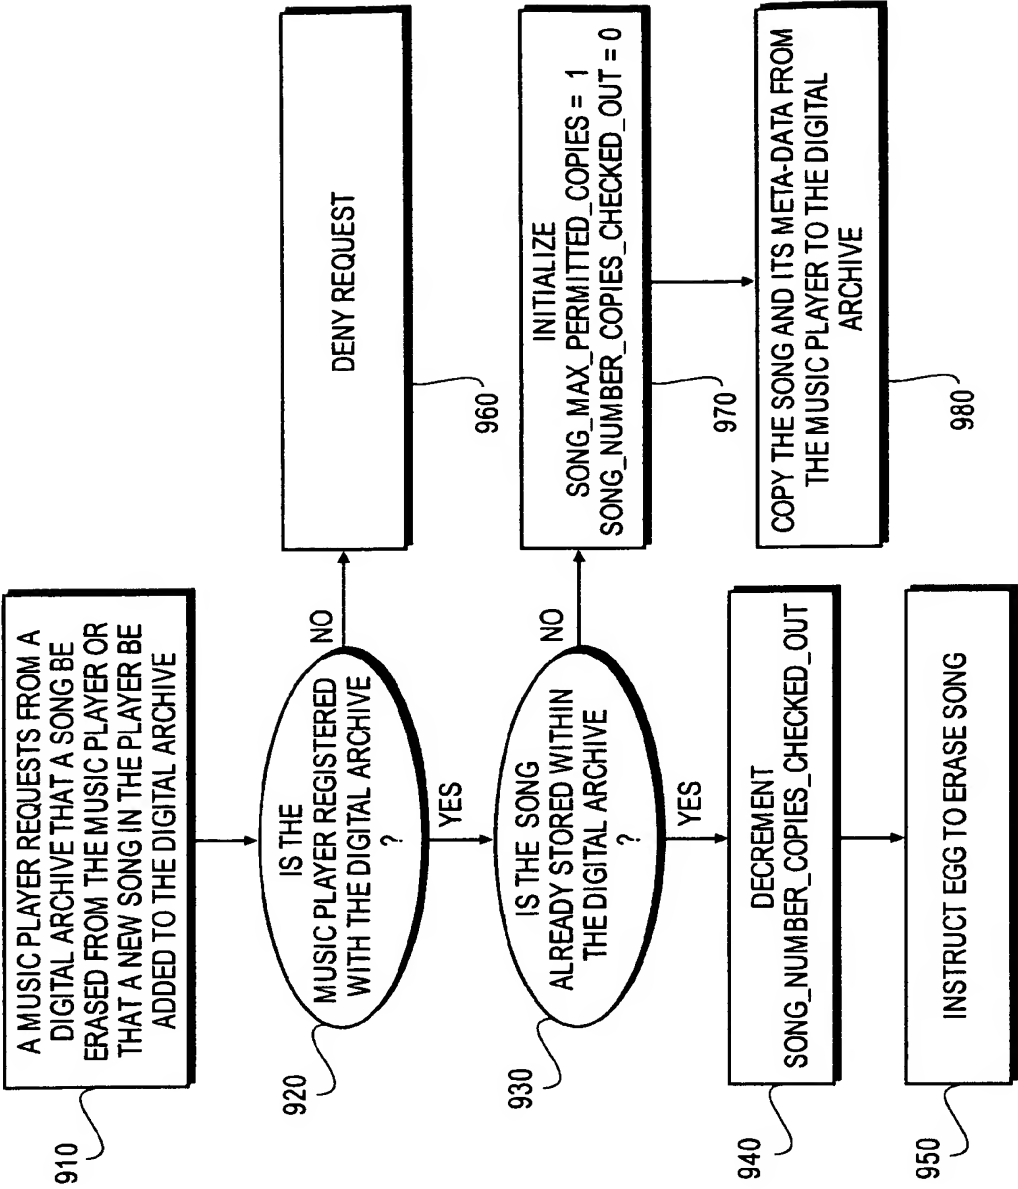 A MUSIC PLAYER REQUESTS FROM A
DIGITAL ARCHIVE THAT A SONG BE
ERASED FROM THE MUSIC PLAYER OR
THAT A NEW SONG IN THE PLAYER BE
ADDED TO THE DIGITAL ARCHIVE
910
IS THE
MUSIC PLAYER REGISTERED
WITH THE DIGITAL ARCHIVE
?
920
NO
DENY REQUEST
960
YES
IS THE SONG
ALREADY STORED WITHIN
THE DIGITAL ARCHIVE
?
930
NO
INITIALIZE
SONG_MAX_PERMITTED_COPIES = 1
SONG_NUMBER_COPIES_CHECKED_OUT = 0
970
YES
DECREMENT
SONG_NUMBER_COPIES_CHECKED_OUT
940
COPY THE SONG AND ITS META-DATA FROM
THE MUSIC PLAYER TO THE DIGITAL
ARCHIVE
980
INSTRUCT EGG TO ERASE SONG
950